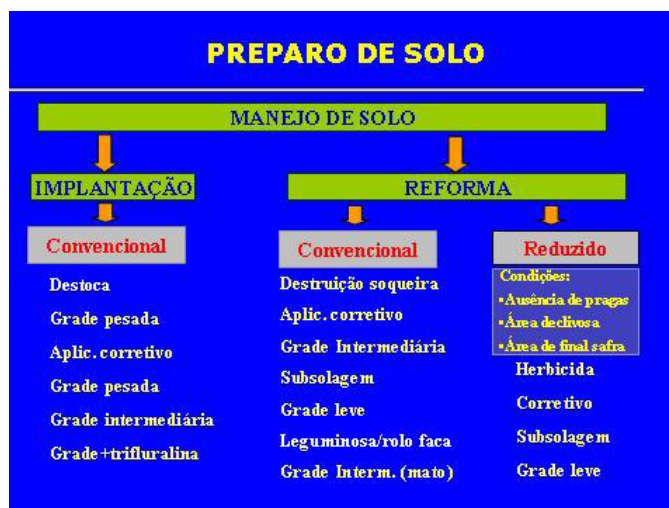 PREPARO DE SOLO
MANEJO DE SOLO
IMPLANTAÇÃO
Convencional
Destoca
Grade pesada
Aplic.corretivo
Grade pesada
Grade intermediária
Grade+trifluralina
REFORMA
Convencional
Destruição soqueira
Aplic.corretivo
Grade Intermediária
Subsolagem
Grade leve
Leguminosa/rolo faca
Grade Interm. (mato)
Reduzido
Condições:
•Ausência de pragas
•Área declivosa
•Área de final safra
Herbicida
Corretivo
Subsolagem
Grade leve